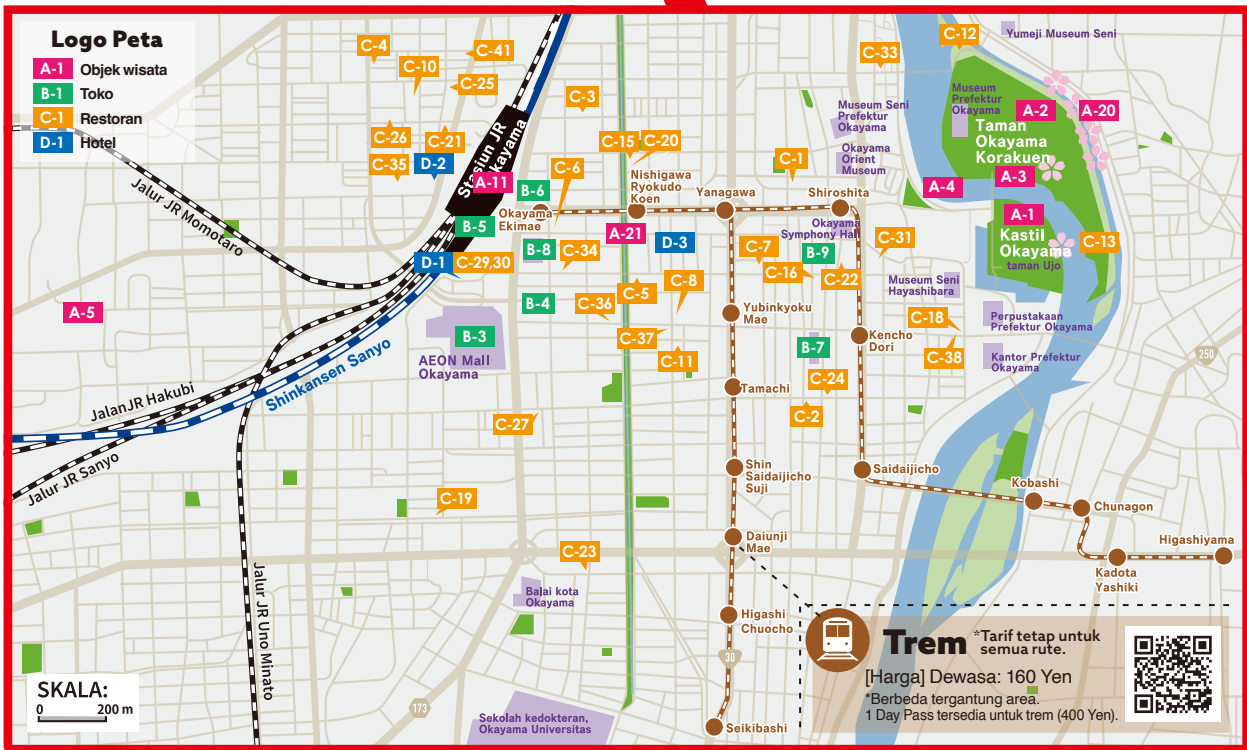 Logo Peta
A-1 Objek wisata
B-1 Toko
C-1 Restoran
D-1 Hotel
C-4
C-41
C-10
C-25
C-3
C-33
C-12
Yumeji Museum Seni
Museum
Prefektur
Okayama
A-2
A-20
Museum Seni
Prefektur
Okayama
Taman
Okayama
Korakuen
C-26
C-21
C-35
D-2
Stasiun JR
Okayama
A-11
C-15
C-20
C-6
C-1
Okayama
Orient
Museum
A-3
A-4
B-6
Nishigawa
Ryokudo
Koen
Yanagawa
Shiroshita
A-1
Kastil
Okayama
taman Ujo
C-13
Jalur JR Momotaro
Okayama
Ekimae
B-5
A-21
D-3
Okayama
Symphony Hall
C-31
B-8
C-34
C-7
B-9
D-1
C-29,30
C-16
C-22
C-8
C-5
Museum Seni
Hayashibara
A-5
B-4
C-36
Yubinkyoku
Mae
C-18
Perpustakaan
Prefektur Okayama
B-3
C-37
Kencho
Dori
B-7
C-38
AEON Mall
Okayama
C-11
Kantor Prefektur
Okayama
250
Shinkansen Sanyo
JalanJR Hakubi
Tamachi
C-24
C-27
C-2
Jalur JR Sanyo
Shin
Saidaijicho
Suji
Saidaijicho
Kobashi
Chunagon
C-19
Daiunji
Mae
Higashiyama
C-23
Kadota
Yashiki
Jalur JR Uno Minato
Balai kota
Okayama
Higashi
Chuocho
30
Trem *Tarif tetap untuk
semua rute.
[Harga] Dewasa: 160 Yen
*Berbeda tergantung area.
1 Day Pass tersedia untuk trem (400 Yen).
SKALA:
0 200 m
173
Sekolah kedokteran,
Okayama Universitas
Seikibashi